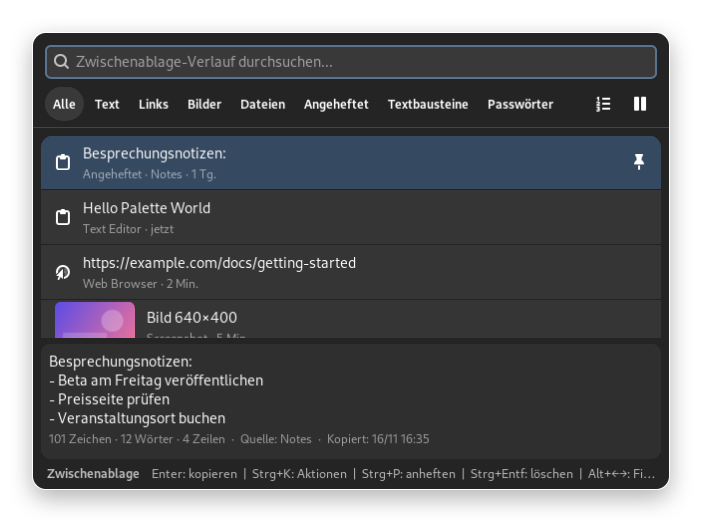 Zwischenablage-Verlauf durchsuchen...
Alle Text Links Bilder Dateien Angeheftet Textbausteine Passwörter
Besprechungsnotizen:
Angeheftet · Notes · 1 Tg.
Hello Palette World
Text Editor · jetzt
https://example.com/docs/getting-started
Web Browser · 2 Min.
Bild 640×400
Screenshot · 5 Min.
Besprechungsnotizen:
- Beta am Freitag veröffentlichen
- Preisseite prüfen
- Veranstaltungsort buchen
101 Zeichen · 12 Wörter · 4 Zeilen · Quelle: Notes · Kopiert: 16/11 16:35
Zwischenablage Enter: kopieren | Strg+K: Aktionen | Strg+P: anheften | Strg+Entf: löschen | Alt+←→: Fi...